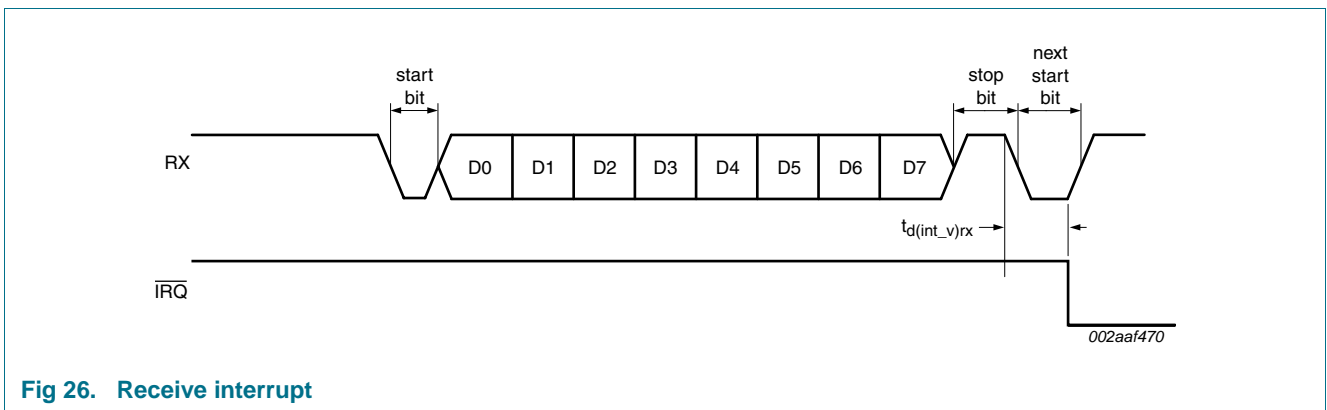 next
start
stop
start
bit
bit
bit
RX
D0 D1 D2 D3 D4 D5 D6 D7
td(int_v)rx
IRQ
002aaf470
Fig 26. Receive interrupt